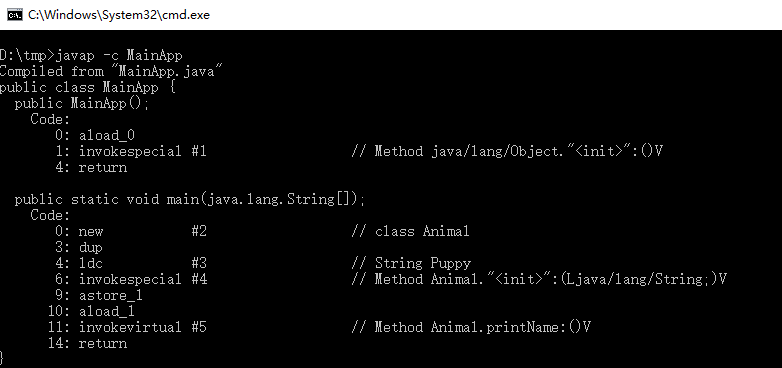 C:\Windows\System32\cmd.exe
D:\tmp>javap -c MainApp
Compiled from "MainApp.java"
public class MainApp {
  public MainApp();
    Code:
       0: aload_0
       1: invokespecial #1                  // Method java/lang/Object."<init>":()V
       4: return
  public static void main(java.lang.String[]);
    Code:
       0: new           #2                  // class Animal
       3: dup
       4: ldc           #3                  // String Puppy
       6: invokespecial #4                  // Method Animal."<init>":(Ljava/lang/String;)V
       9: astore_1
      10: aload_1
      11: invokevirtual #5                  // Method Animal.printName:()V
      14: return
}